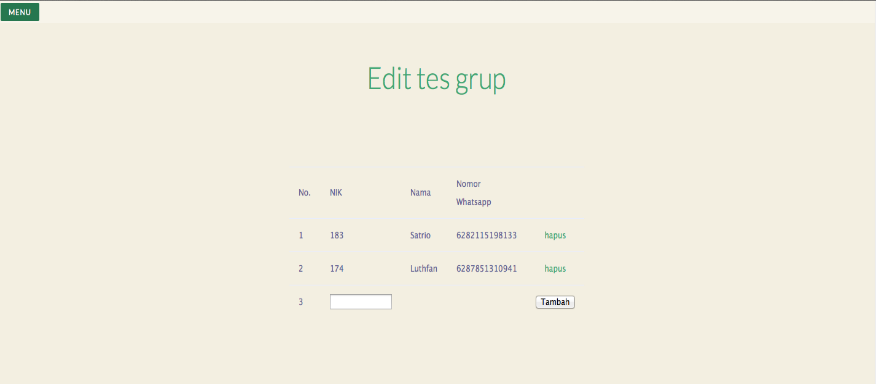 MENU
Edit tes grup
No. NIK Nama Nomor Whatsapp
1 183 Satrio 6282115198133 hapus
2 174 Luthfan 6287851310941 hapus
3 Tambah